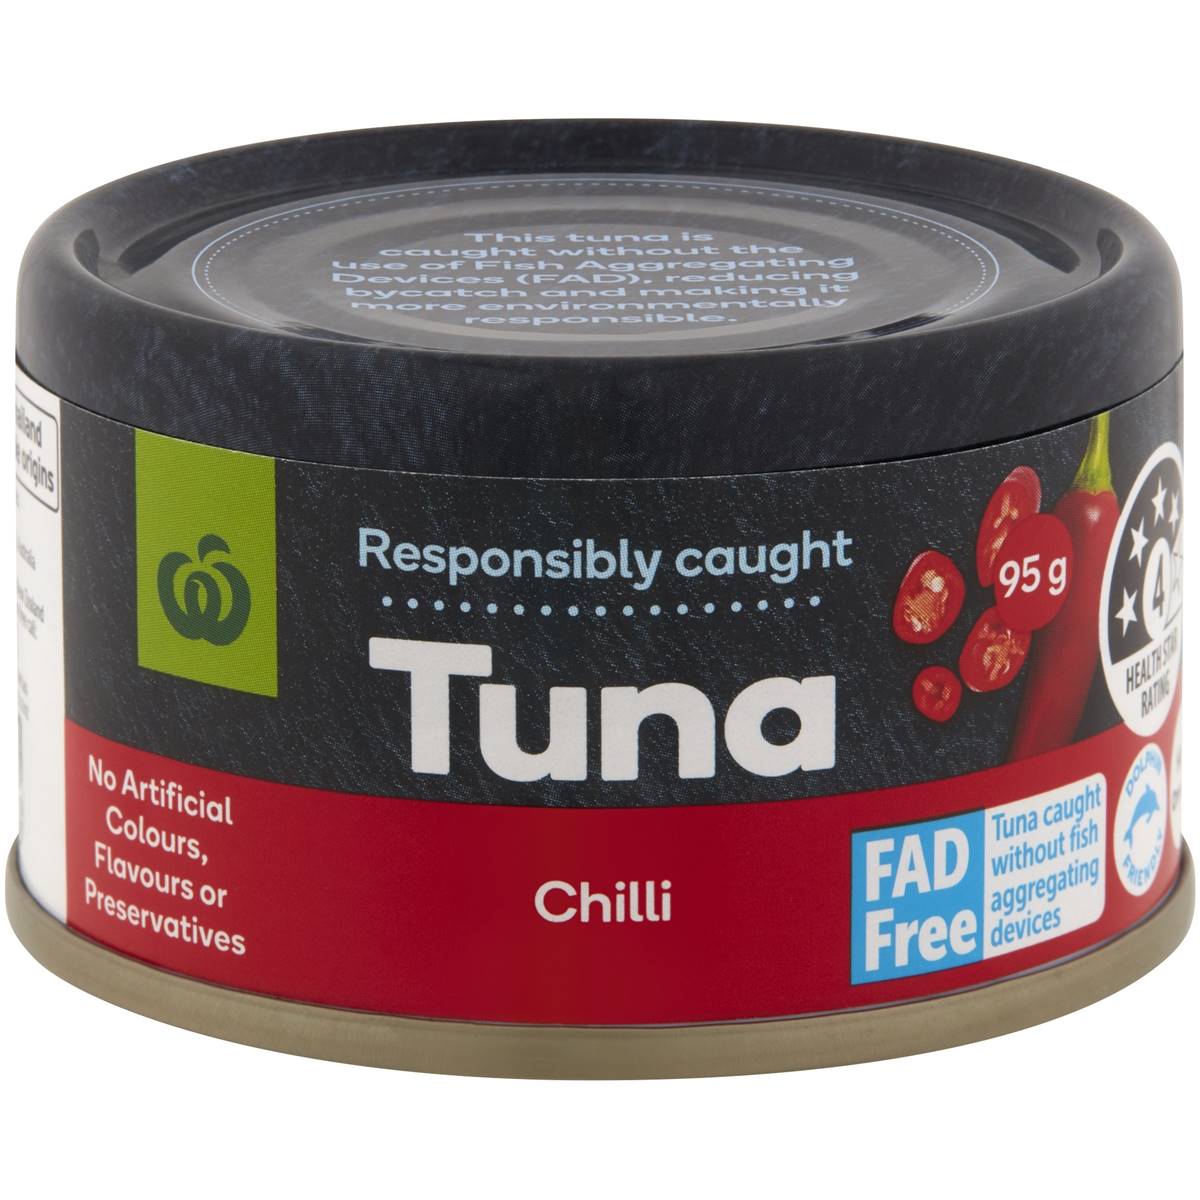 This tuna is
caught without the
use of Fish Aggregating
Devices (FAD), reducing
bycatch and making it
more environmentally
responsible.
ailand
origins
Responsibly caught
95 g
4
HEALTH STAR
RATING
Tuna
No Artificial
Colours,
Flavours or
Preservatives
Chilli
FAD
Free
Tuna caught
without fish
aggregating
devices
DOLPHIN
FRIENDLY